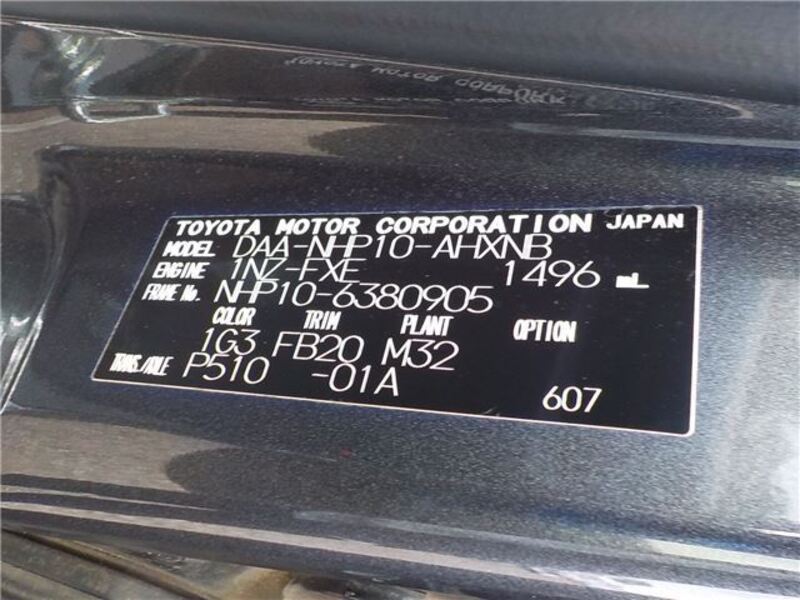 TOYOTA MOTOR CORPORATION JAPAN
MODEL DAA-NHP10-AHXNB
ENGINE 1NZ-FXE 1496 mL
FRAME No. NHP10-6380905
COLOR TRIM PLANT OPTION
1G3 FB20 M32
TRANS./AXLE P510 -01A
607